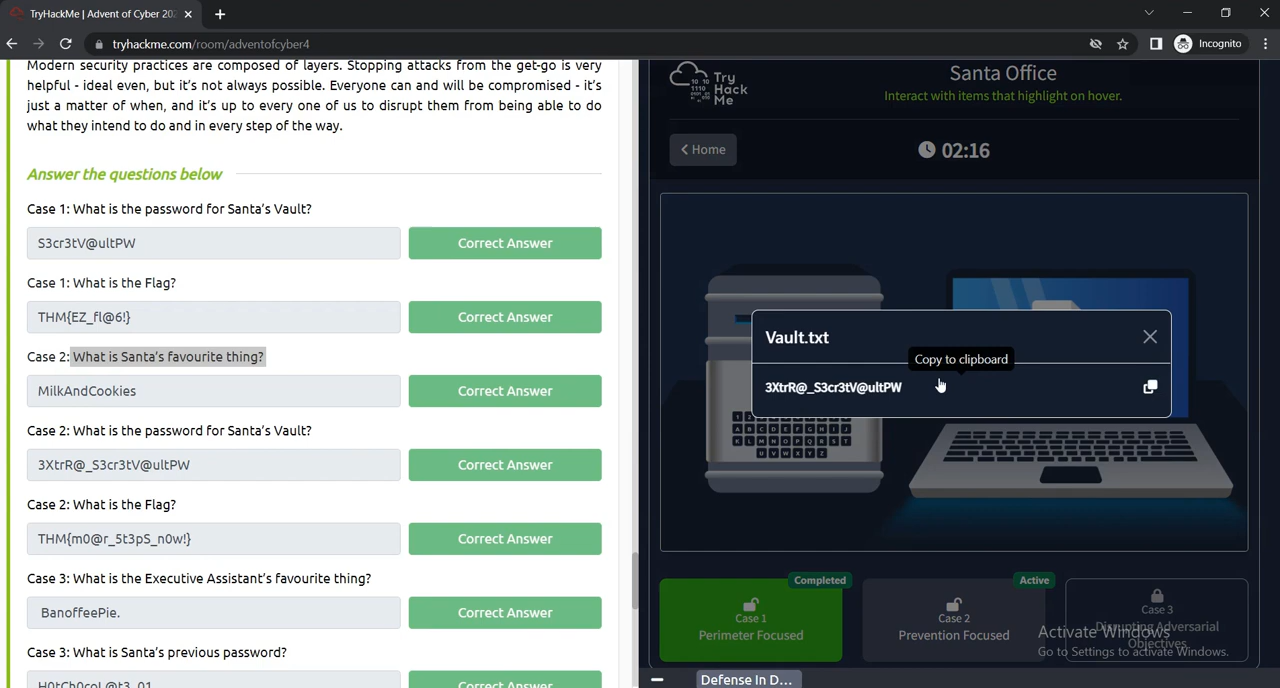 TryHackMe | Advent of Cyber 202
tryhackme.com/room/adventofcyber4
Incognito
Modern security practices are composed of layers. Stopping attacks from the get-go is very
helpful - ideal even, but it's not always possible. Everyone can and will be compromised - it's
just a matter of when, and it's up to every one of us to disrupt them from being able to do
what they intend to do and in every step of the way.
Answer the questions below
Case 1: What is the password for Santa's Vault?
S3cr3tV@ultPW
Correct Answer
Case 1: What is the Flag?
THM{EZ_fl@6!}
Correct Answer
Case 2: What is Santa's favourite thing?
MilkAndCookies
Correct Answer
Case 2: What is the password for Santa's Vault?
3XtrR@_S3cr3tV@ultPW
Correct Answer
Case 2: What is the Flag?
THM{m0@r_5t3pS_n0w!}
Correct Answer
Case 3: What is the Executive Assistant's favourite thing?
BanoffeePie.
Correct Answer
Case 3: What is Santa's previous password?
H0tCh0coL@t3_01
Correct Answer
Try
Hack
Me
Santa Office
Interact with items that highlight on hover.
Home
02:16
Vault.txt
Copy to clipboard
3XtrR@_S3cr3tV@ultPW
Completed
Case 1
Perimeter Focused
Active
Case 2
Prevention Focused
Case 3
Disrupting Adversarial
Objectives
Activate Windows
Go to Settings to activate Windows.
Defense In D...